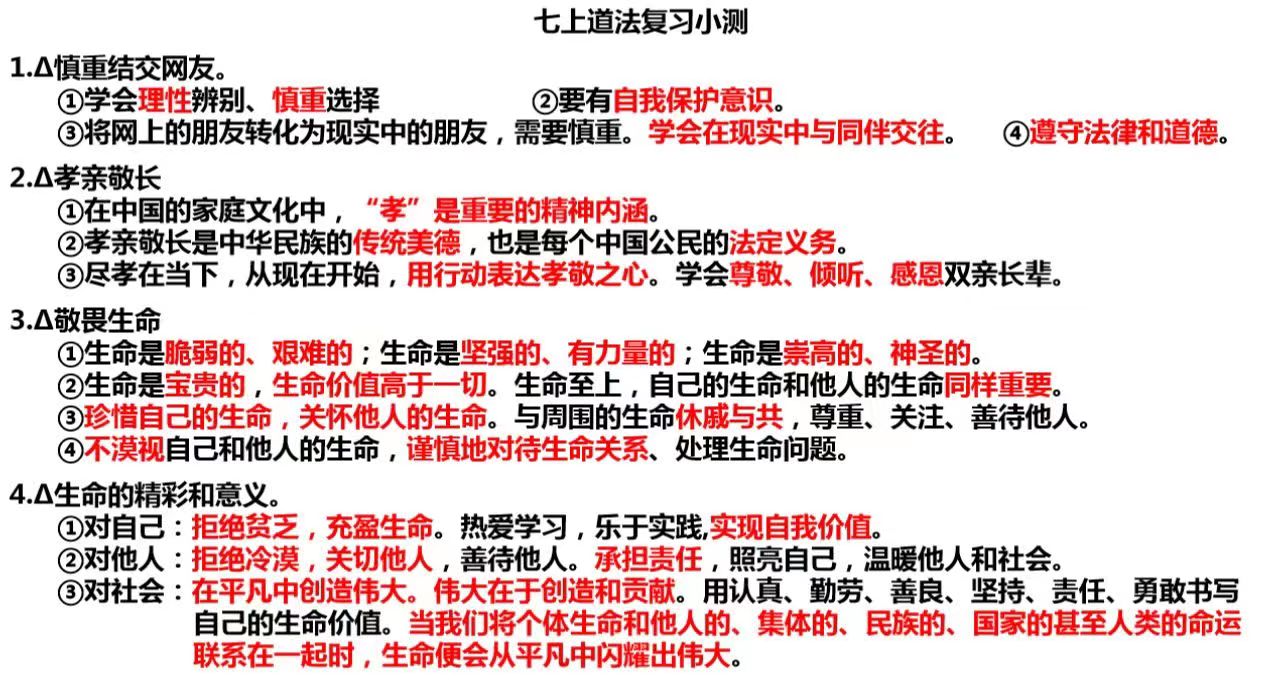 七上道法复习小测
1.Δ慎重结交网友。
①学会理性辨别、慎重选择 ②要有自我保护意识。
③将网上的朋友转化为现实中的朋友，需要慎重。学会在现实中与同伴交往。 ④遵守法律和道德。
2.Δ孝亲敬长
①在中国的家庭文化中，“孝”是重要的精神内涵。
②孝亲敬长是中华民族的传统美德，也是每个中国公民的法定义务。
③尽孝在当下，从现在开始，用行动表达孝敬之心。学会尊敬、倾听、感恩双亲长辈。
3.Δ敬畏生命
①生命是脆弱的、艰难的；生命是坚强的、有力量的；生命是崇高的、神圣的。
②生命是宝贵的，生命价值高于一切。生命至上，自己的生命和他人的生命同样重要。
③珍惜自己的生命，关怀他人的生命。与周围的生命休戚与共，尊重、关注、善待他人。
④不漠视自己和他人的生命，谨慎地对待生命关系、处理生命问题。
4.Δ生命的精彩和意义。
①对自己：拒绝贫乏，充盈生命。热爱学习，乐于实践,实现自我价值。
②对他人：拒绝冷漠，关切他人，善待他人。承担责任，照亮自己，温暖他人和社会。
③对社会：在平凡中创造伟大。伟大在于创造和贡献。用认真、勤劳、善良、坚持、责任、勇敢书写
自己的生命价值。当我们将个体生命和他人的、集体的、民族的、国家的甚至人类的命运
联系在一起时，生命便会从平凡中闪耀出伟大。